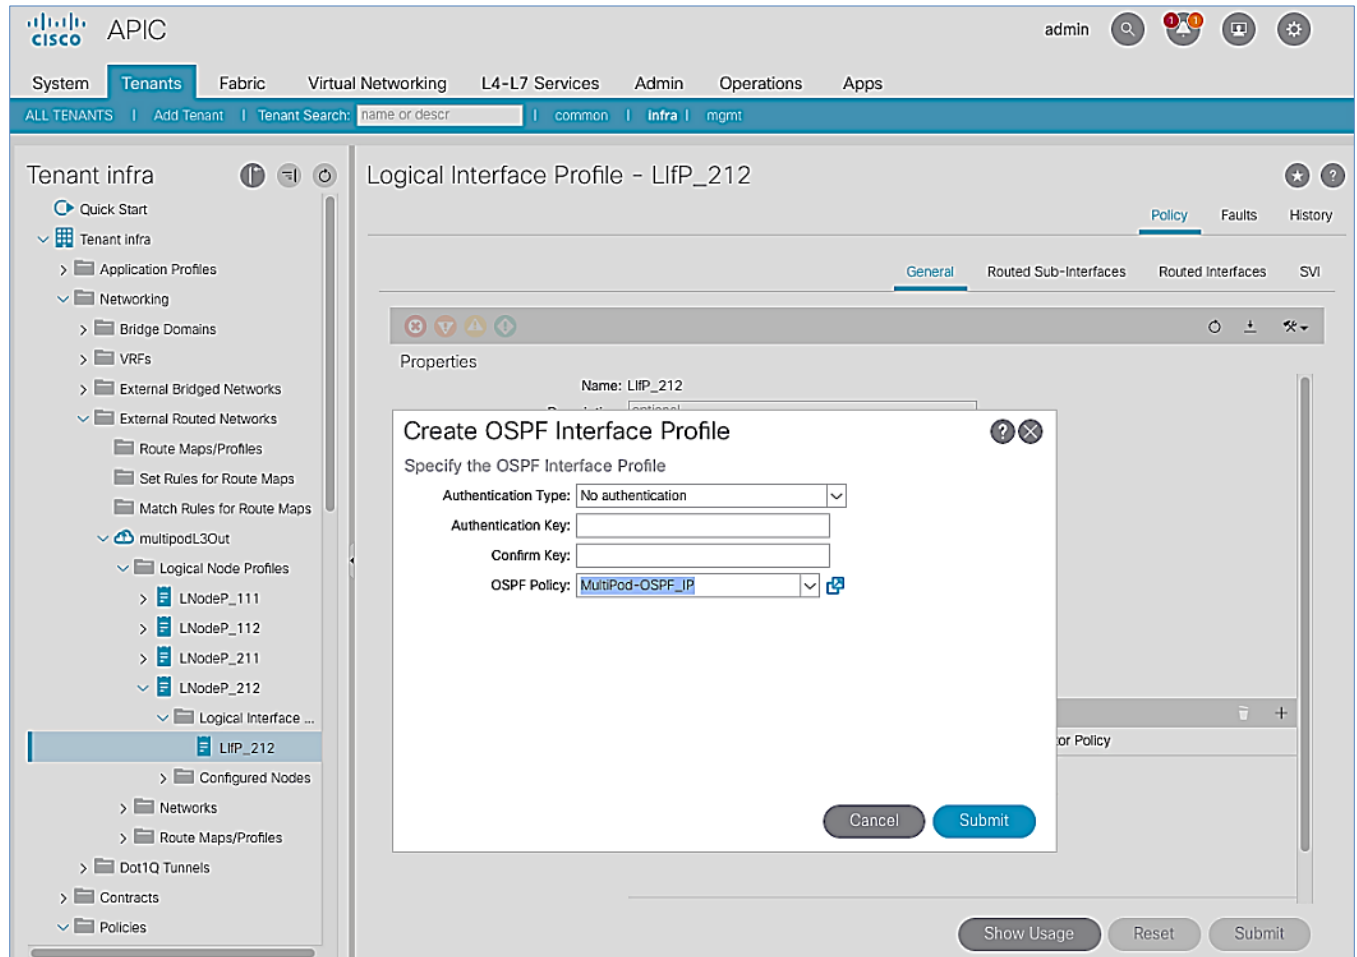 cisco APIC admin 1 1
System Tenants Fabric Virtual Networking L4-L7 Services Admin Operations Apps
ALL TENANTS | Add Tenant | Tenant Search: name or descr | common | infra | mgmt
Tenant infra
Quick Start
Tenant infra
Application Profiles
Networking
Bridge Domains
VRFs
External Bridged Networks
External Routed Networks
Route Maps/Profiles
Set Rules for Route Maps
Match Rules for Route Maps
multipodL3Out
Logical Node Profiles
LNodeP_111
LNodeP_112
LNodeP_211
LNodeP_212
Logical Interface ...
LIfP_212
Configured Nodes
Networks
Route Maps/Profiles
Dot1Q Tunnels
Contracts
Policies
Logical Interface Profile - LIfP_212
Policy Faults History
General Routed Sub-Interfaces Routed Interfaces SVI
Properties
Name: LIfP_212
optional
Create OSPF Interface Profile
Specify the OSPF Interface Profile
Authentication Type: No authentication
Authentication Key:
Confirm Key:
OSPF Policy: MultiPod-OSPF_IP
Policy
Cancel Submit
Show Usage Reset Submit